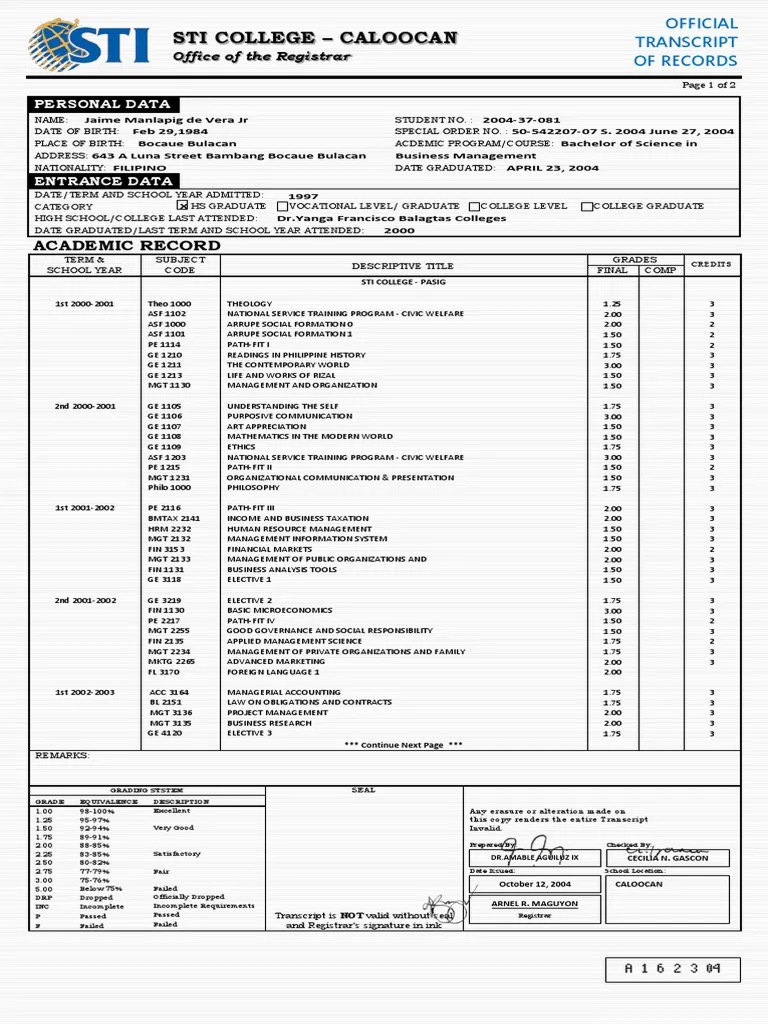 STI
STI COLLEGE – CALOOCAN
Office of the Registrar
OFFICIAL
TRANSCRIPT
OF RECORDS
Page 1 of 2
PERSONAL DATA
NAME: Jaime Manlapig de Vera Jr STUDENT NO. : 2004-37-081
DATE OF BIRTH: Feb 29,1984 SPECIAL ORDER NO. : 50-542207-07 S. 2004 June 27, 2004
PLACE OF BIRTH: Bocaue Bulacan ACDEMIC PROGRAM/COURSE: Bachelor of Science in
ADDRESS: 643 A Luna Street Bambang Bocaue Bulacan Business Management
NATIONALITY: FILIPINO DATE GRADUATED: APRIL 23, 2004
ENTRANCE DATA
DATE/TERM AND SCHOOL YEAR ADMITTED: 1997
CATEGORY x HS GRADUATE VOCATIONAL LEVEL/ GRADUATE COLLEGE LEVEL COLLEGE GRADUATE
HIGH SCHOOL/COLLEGE LAST ATTENDED: Dr.Yanga Francisco Balagtas Colleges
DATE GRADUATED/LAST TERM AND SCHOOL YEAR ATTENDED: 2000
ACADEMIC RECORD
TERM & SCHOOL YEAR SUBJECT CODE DESCRIPTIVE TITLE GRADES FINAL COMP CREDITS
STI COLLEGE - PASIG
1st 2000-2001 Theo 1000 THEOLOGY 1.25 3
ASF 1102 NATIONAL SERVICE TRAINING PROGRAM - CIVIC WELFARE 2.00 3
ASF 1000 ARRUPE SOCIAL FORMATION 0 2.00 2
ASF 1101 ARRUPE SOCIAL FORMATION 1 1.50 2
PE 1114 PATH-FIT I 1.50 2
GE 1210 READINGS IN PHILIPPINE HISTORY 1.75 3
GE 1211 THE CONTEMPORARY WORLD 3.00 3
GE 1213 LIFE AND WORKS OF RIZAL 1.50 3
MGT 1130 MANAGEMENT AND ORGANIZATION 1.50 3
2nd 2000-2001 GE 1105 UNDERSTANDING THE SELF 1.75 3
GE 1106 PURPOSIVE COMMUNICATION 3.00 3
GE 1107 ART APPRECIATION 1.50 3
GE 1108 MATHEMATICS IN THE MODERN WORLD 1.50 3
GE 1109 ETHICS 1.75 3
ASF 1203 NATIONAL SERVICE TRAINING PROGRAM - CIVIC WELFARE 3.00 3
PE 1215 PATH-FIT II 1.50 2
MGT 1231 ORGANIZATIONAL COMMUNICATION & PRESENTATION 1.50 3
Philo 1000 PHILOSOPHY 1.75 3
1st 2001-2002 PE 2116 PATH-FIT III 2.00 3
BMTAX 2141 INCOME AND BUSINESS TAXATION 2.00 3
HRM 2232 HUMAN RESOURCE MANAGEMENT 1.50 3
MGT 2132 MANAGEMENT INFORMATION SYSTEM 1.50 3
FIN 3153 FINANCIAL MARKETS 2.00 2
MGT 2133 MANAGEMENT OF PUBLIC ORGANIZATIONS AND 2.00 3
FIN 1131 BUSINESS ANALYSIS TOOLS 1.50 3
GE 3118 ELECTIVE 1 1.50 3
2nd 2001-2002 GE 3219 ELECTIVE 2 1.75 3
FIN 1130 BASIC MICROECONOMICS 3.00 3
PE 2217 PATH-FIT IV 1.50 2
MGT 2255 GOOD GOVERNANCE AND SOCIAL RESPONSIBILITY 1.50 3
FIN 2135 APPLIED MANAGEMENT SCIENCE 1.75 2
MGT 2234 MANAGEMENT OF PRIVATE ORGANIZATIONS AND FAMILY 1.75 3
MKTG 2265 ADVANCED MARKETING 2.00 3
FL 3170 FOREIGN LANGUAGE 1 2.00
1st 2002-2003 ACC 3164 MANAGERIAL ACCOUNTING 1.75 3
BL 2151 LAW ON OBLIGATIONS AND CONTRACTS 1.75 3
MGT 3136 PROJECT MANAGEMENT 2.00 3
MGT 3135 BUSINESS RESEARCH 2.00 3
GE 4120 ELECTIVE 3 1.75 3
*** Continue Next Page ***
REMARKS:
GRADING STSTEM
GRADE EQUIVALENCE DESCRIPTION
1.00 98-100% Excellent
1.25 95-97%
1.50 92-94% Very Good
1.75 89-91%
2.00 88-85%
2.25 83-85% Satisfactory
2.50 80-82%
2.75 77-79% Fair
3.00 75-76%
5.00 Below 75% Failed
DRP Dropped Officially Dropped
INC Incomplete Incomplete Requirements
P Passed Passed
F Failed Failed
SEAL
Transcript is NOT valid without seal
and Registrar's signature in ink
Any erasure or alteration made on
this copy renders the entire Transcript
Invalid.
Prepared By: Checked By:
DR.AMABLE AGUILUZ IX CECILIA N. GASCON
Date Issued: School Location:
October 12, 2004 CALOOCAN
ARNEL R. MAGUYON
Registrar
A 1 6 2 3 04